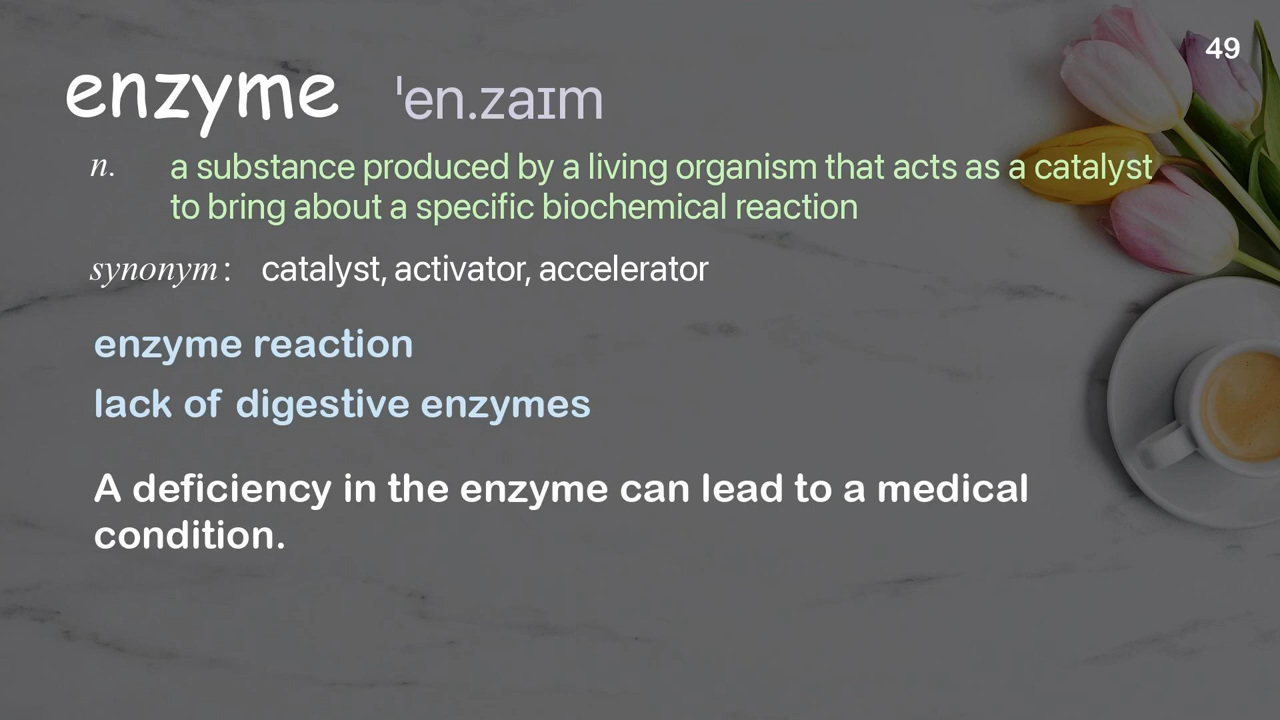 49
enzyme ˈen.zaɪm
n. a substance produced by a living organism that acts as a catalyst
to bring about a specific biochemical reaction
synonym: catalyst, activator, accelerator
enzyme reaction
lack of digestive enzymes
A deficiency in the enzyme can lead to a medical
condition.